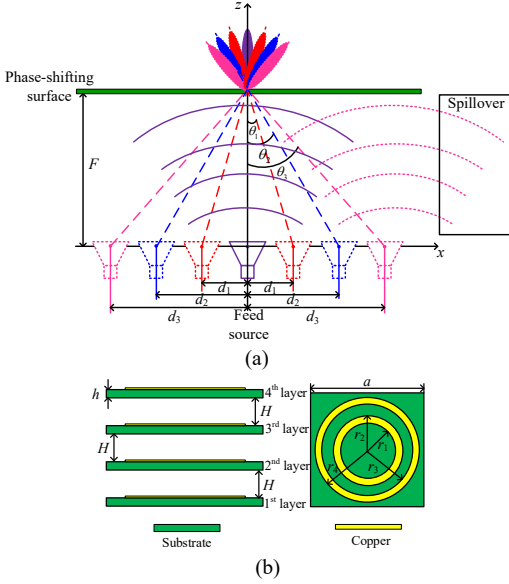 z
Phase-shifting
surface
Spillover
F
θ1
θ2
θ3
x
d1 d1
d2 d2
d3 Feed d3
source
(a)
h
a
4th layer
H
3rd layer
H
2nd layer
H
1st layer
r2 r1
r4 r3
Substrate
Copper
(b)